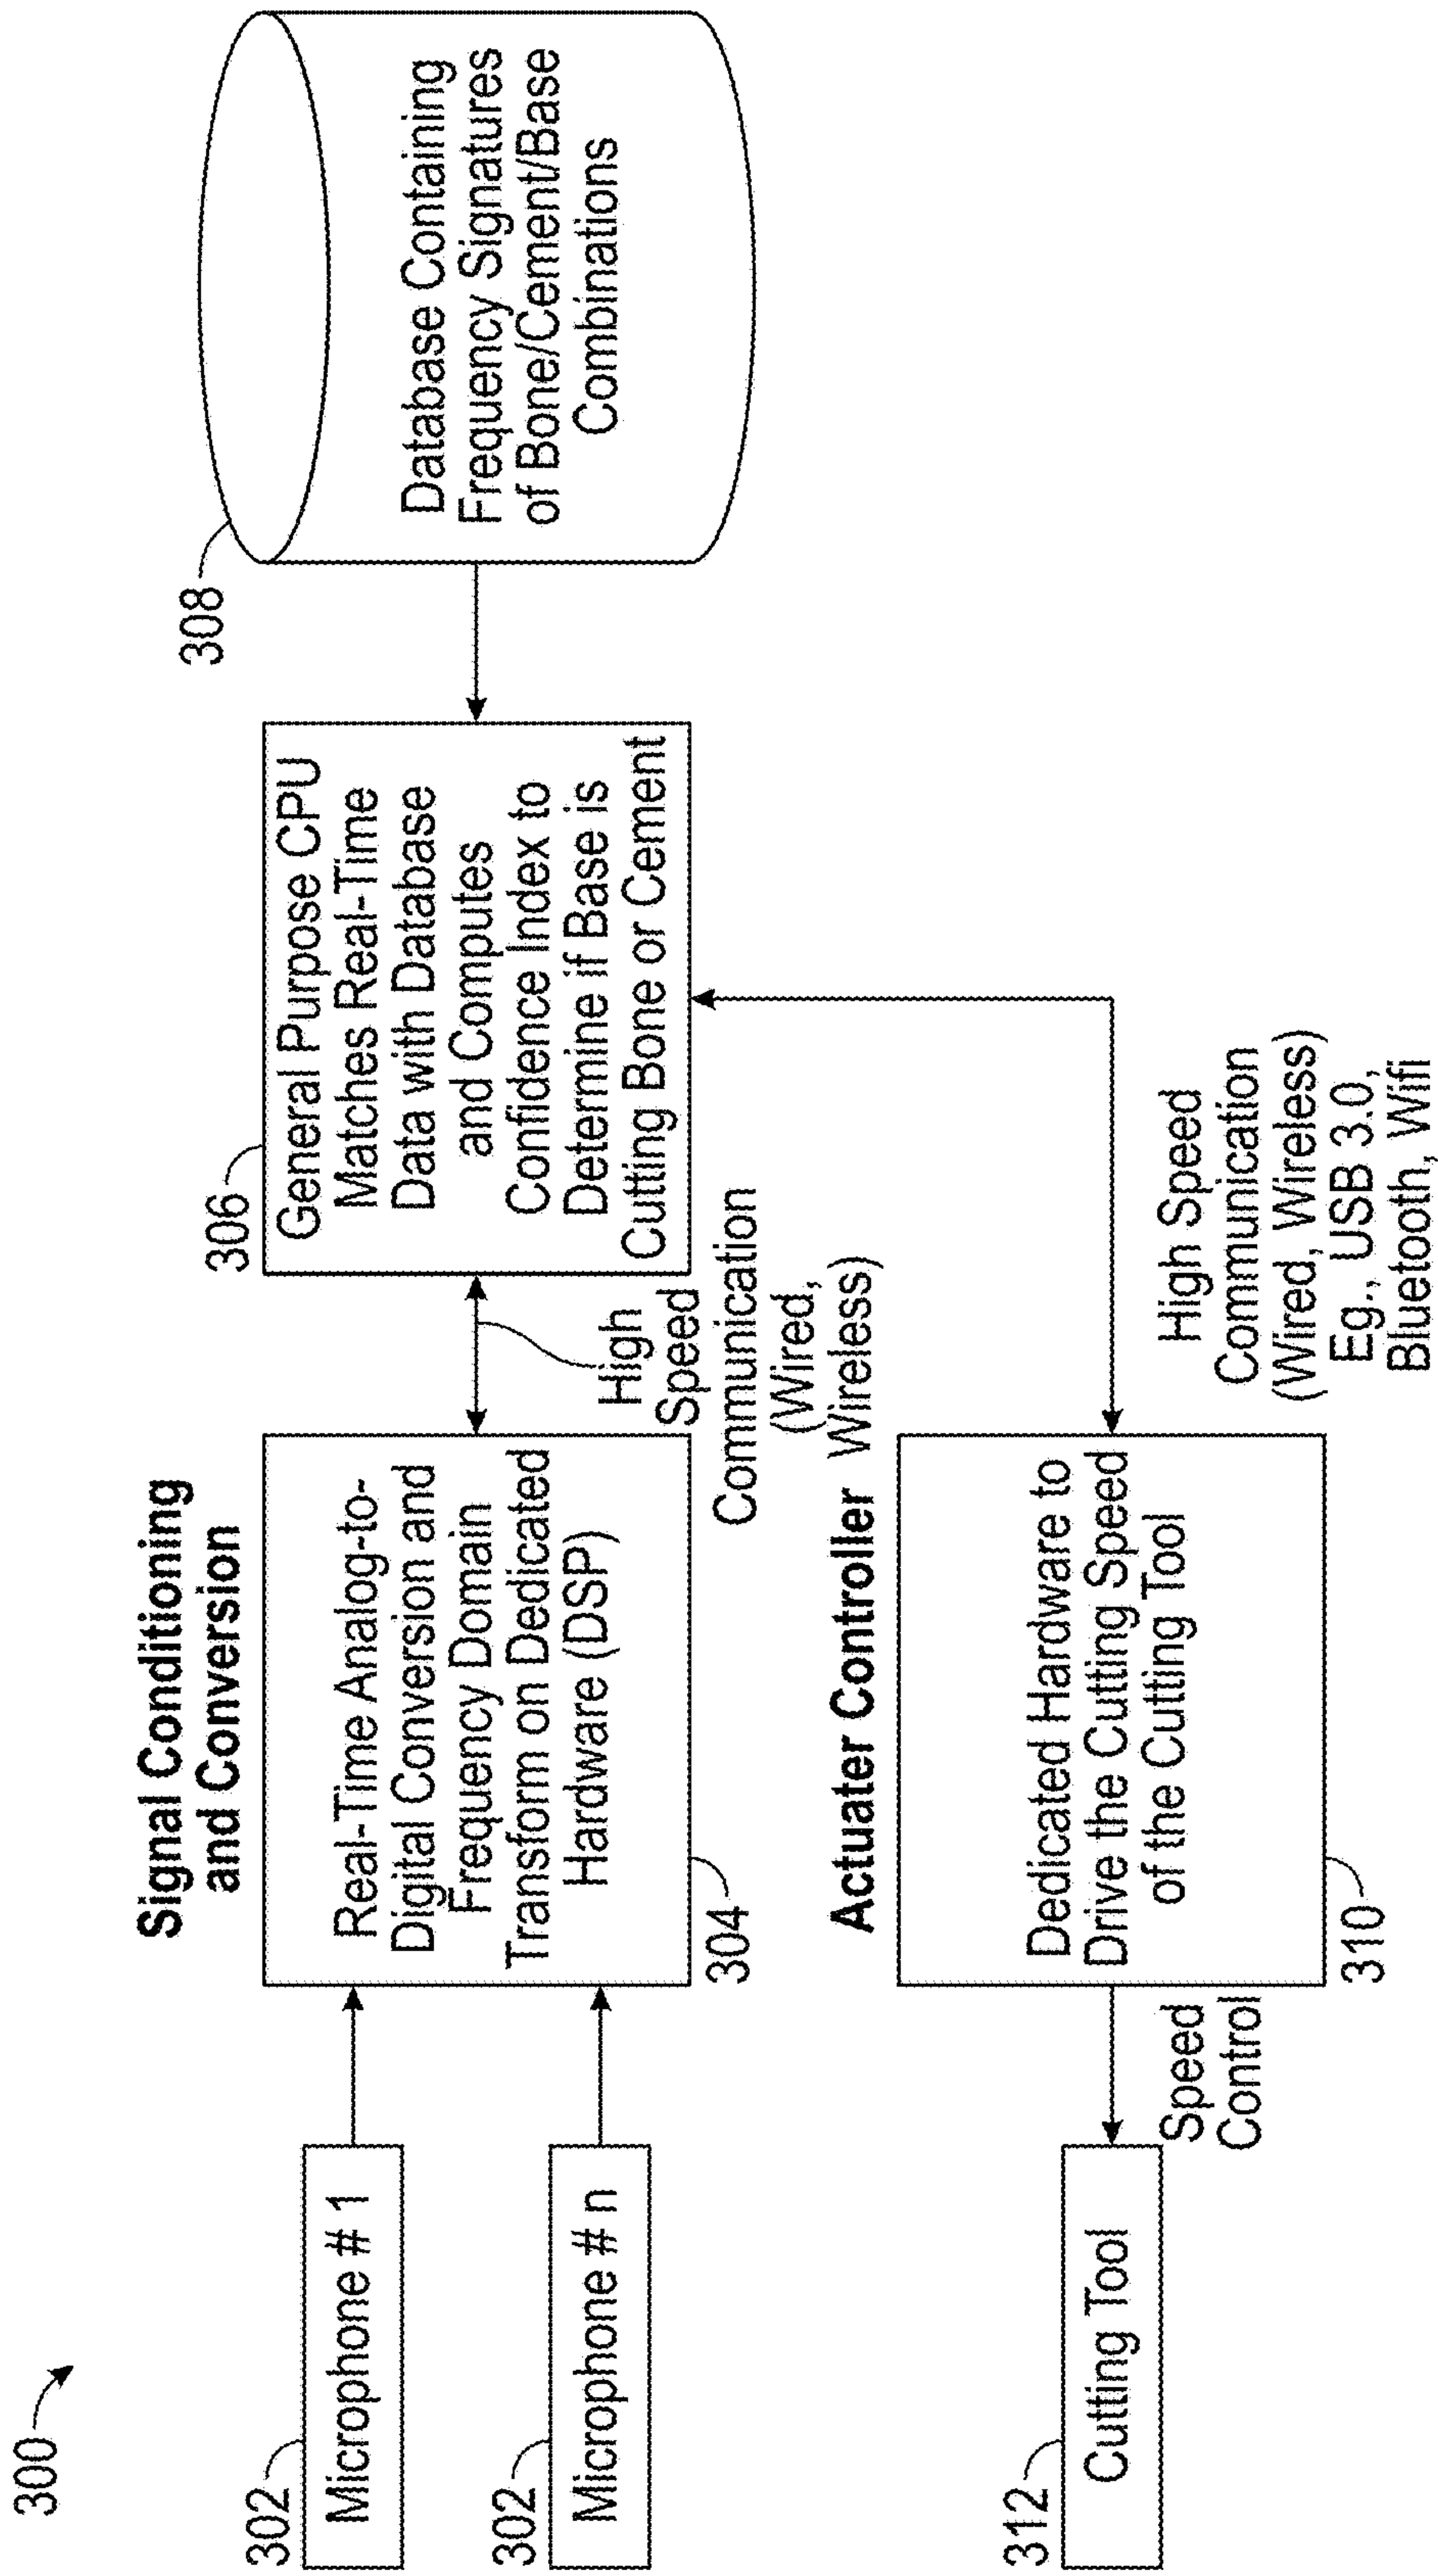 300
302
Microphone # 1
302
Microphone # n
Signal Conditioning
and Conversion
Real-Time Analog-to-
Digital Conversion and
Frequency Domain
Transform on Dedicated
Hardware (DSP)
304
High
Speed
Communication
(Wired,
Wireless)
306
General Purpose CPU
Matches Real-Time
Data with Database
and Computes
Confidence Index to
Determine if Base is
Cutting Bone or Cement
308
Database Containing
Frequency Signatures
of Bone/Cement/Base
Combinations
312
Cutting Tool
Speed
Control
Actuater Controller
Dedicated Hardware to
Drive the Cutting Speed
of the Cutting Tool
310
High Speed
Communication
(Wired, Wireless)
Eg., USB 3.0,
Bluetooth, Wifi